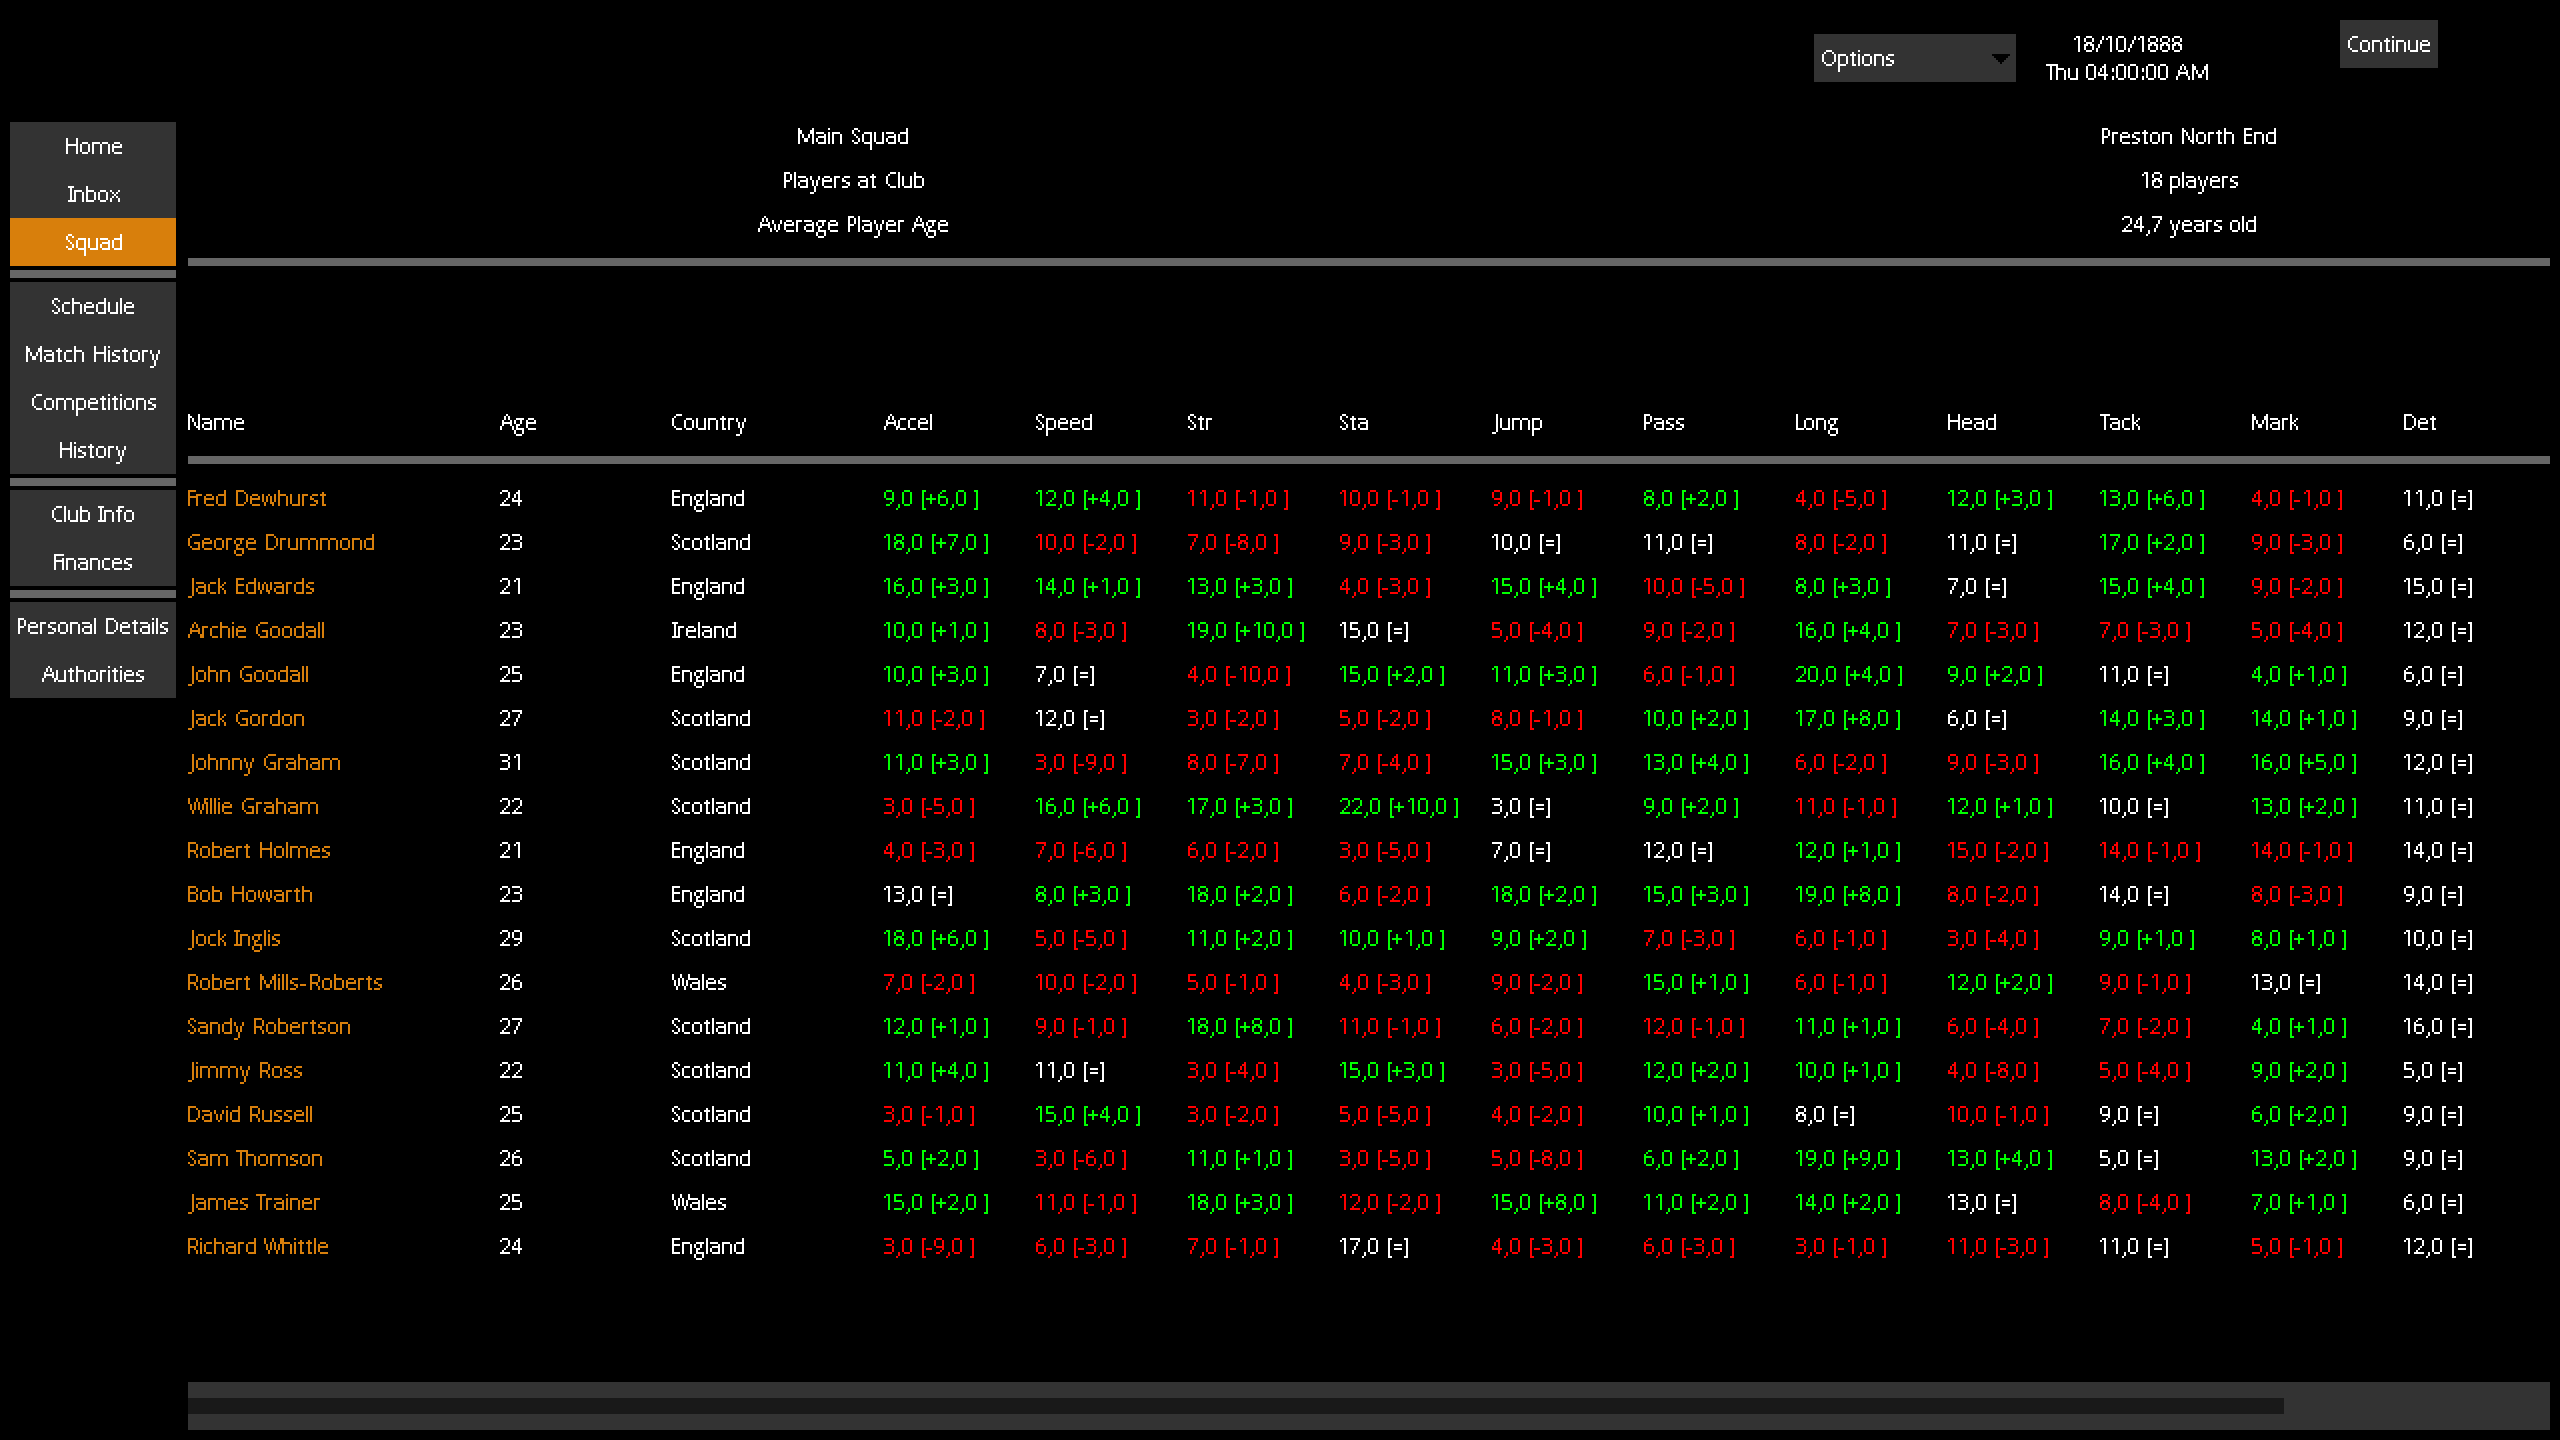 Options 18/10/1888 Continue
Thu 04:00:00 AM
Home
Inbox
Squad
Schedule
Match History
Competitions
History
Club Info
Finances
Personal Details
Authorities
Main Squad Preston North End
Players at Club 18 players
Average Player Age 24,7 years old
Name Age Country Accel Speed Str Sta Jump Pass Long Head Tack Mark Det
Fred Dewhurst 24 England 9,0 [+6,0 ] 12,0 [+4,0 ] 11,0 [-1,0 ] 10,0 [-1,0 ] 9,0 [-1,0 ] 8,0 [+2,0 ] 4,0 [-5,0 ] 12,0 [+3,0 ] 13,0 [+6,0 ] 4,0 [-1,0 ] 11,0 [=]
George Drummond 23 Scotland 18,0 [+7,0 ] 10,0 [-2,0 ] 7,0 [-8,0 ] 9,0 [-3,0 ] 10,0 [=] 11,0 [=] 8,0 [-2,0 ] 11,0 [=] 17,0 [+2,0 ] 9,0 [-3,0 ] 6,0 [=]
Jack Edwards 21 England 16,0 [+3,0 ] 14,0 [+1,0 ] 13,0 [+3,0 ] 4,0 [-3,0 ] 15,0 [+4,0 ] 10,0 [-5,0 ] 8,0 [+3,0 ] 7,0 [=] 15,0 [+4,0 ] 9,0 [-2,0 ] 15,0 [=]
Archie Goodall 23 Ireland 10,0 [+1,0 ] 8,0 [-3,0 ] 19,0 [+10,0 ] 15,0 [=] 5,0 [-4,0 ] 9,0 [-2,0 ] 16,0 [+4,0 ] 7,0 [-3,0 ] 7,0 [-3,0 ] 5,0 [-4,0 ] 12,0 [=]
John Goodall 25 England 10,0 [+3,0 ] 7,0 [=] 4,0 [-10,0 ] 15,0 [+2,0 ] 11,0 [+3,0 ] 6,0 [-1,0 ] 20,0 [+4,0 ] 9,0 [+2,0 ] 11,0 [=] 4,0 [+1,0 ] 6,0 [=]
Jack Gordon 27 Scotland 11,0 [-2,0 ] 12,0 [=] 3,0 [-2,0 ] 5,0 [-2,0 ] 8,0 [-1,0 ] 10,0 [+2,0 ] 17,0 [+8,0 ] 6,0 [=] 14,0 [+3,0 ] 14,0 [+1,0 ] 9,0 [=]
Johnny Graham 31 Scotland 11,0 [+3,0 ] 3,0 [-9,0 ] 8,0 [-7,0 ] 7,0 [-4,0 ] 15,0 [+3,0 ] 13,0 [+4,0 ] 6,0 [-2,0 ] 9,0 [-3,0 ] 16,0 [+4,0 ] 16,0 [+5,0 ] 12,0 [=]
Willie Graham 22 Scotland 3,0 [-5,0 ] 16,0 [+6,0 ] 17,0 [+3,0 ] 22,0 [+10,0 ] 3,0 [=] 9,0 [+2,0 ] 11,0 [-1,0 ] 12,0 [+1,0 ] 10,0 [=] 13,0 [+2,0 ] 11,0 [=]
Robert Holmes 21 England 4,0 [-3,0 ] 7,0 [-6,0 ] 6,0 [-2,0 ] 3,0 [-5,0 ] 7,0 [=] 12,0 [=] 12,0 [+1,0 ] 15,0 [-2,0 ] 14,0 [-1,0 ] 14,0 [-1,0 ] 14,0 [=]
Bob Howarth 23 England 13,0 [=] 8,0 [+3,0 ] 18,0 [+2,0 ] 6,0 [-2,0 ] 18,0 [+2,0 ] 15,0 [+3,0 ] 19,0 [+8,0 ] 8,0 [-2,0 ] 14,0 [=] 8,0 [-3,0 ] 9,0 [=]
Jock Inglis 29 Scotland 18,0 [+6,0 ] 5,0 [-5,0 ] 11,0 [+2,0 ] 10,0 [+1,0 ] 9,0 [+2,0 ] 7,0 [-3,0 ] 6,0 [-1,0 ] 3,0 [-4,0 ] 9,0 [+1,0 ] 8,0 [+1,0 ] 10,0 [=]
Robert Mills-Roberts 26 Wales 7,0 [-2,0 ] 10,0 [-2,0 ] 5,0 [-1,0 ] 4,0 [-3,0 ] 9,0 [-2,0 ] 15,0 [+1,0 ] 6,0 [-1,0 ] 12,0 [+2,0 ] 9,0 [-1,0 ] 13,0 [=] 14,0 [=]
Sandy Robertson 27 Scotland 12,0 [+1,0 ] 9,0 [-1,0 ] 18,0 [+8,0 ] 11,0 [-1,0 ] 6,0 [-2,0 ] 12,0 [-1,0 ] 11,0 [+1,0 ] 6,0 [-4,0 ] 7,0 [-2,0 ] 4,0 [+1,0 ] 16,0 [=]
Jimmy Ross 22 Scotland 11,0 [+4,0 ] 11,0 [=] 3,0 [-4,0 ] 15,0 [+3,0 ] 3,0 [-5,0 ] 12,0 [+2,0 ] 10,0 [+1,0 ] 4,0 [-8,0 ] 5,0 [-4,0 ] 9,0 [+2,0 ] 5,0 [=]
David Russell 25 Scotland 3,0 [-1,0 ] 15,0 [+4,0 ] 3,0 [-2,0 ] 5,0 [-5,0 ] 4,0 [-2,0 ] 10,0 [+1,0 ] 8,0 [=] 10,0 [-1,0 ] 9,0 [=] 6,0 [+2,0 ] 9,0 [=]
Sam Thomson 26 Scotland 5,0 [+2,0 ] 3,0 [-6,0 ] 11,0 [+1,0 ] 3,0 [-5,0 ] 5,0 [-8,0 ] 6,0 [+2,0 ] 19,0 [+9,0 ] 13,0 [+4,0 ] 5,0 [=] 13,0 [+2,0 ] 9,0 [=]
James Trainer 25 Wales 15,0 [+2,0 ] 11,0 [-1,0 ] 18,0 [+3,0 ] 12,0 [-2,0 ] 15,0 [+8,0 ] 11,0 [+2,0 ] 14,0 [+2,0 ] 13,0 [=] 8,0 [-4,0 ] 7,0 [+1,0 ] 6,0 [=]
Richard Whittle 24 England 3,0 [-9,0 ] 6,0 [-3,0 ] 7,0 [-1,0 ] 17,0 [=] 4,0 [-3,0 ] 6,0 [-3,0 ] 3,0 [-1,0 ] 11,0 [-3,0 ] 11,0 [=] 5,0 [-1,0 ] 12,0 [=]